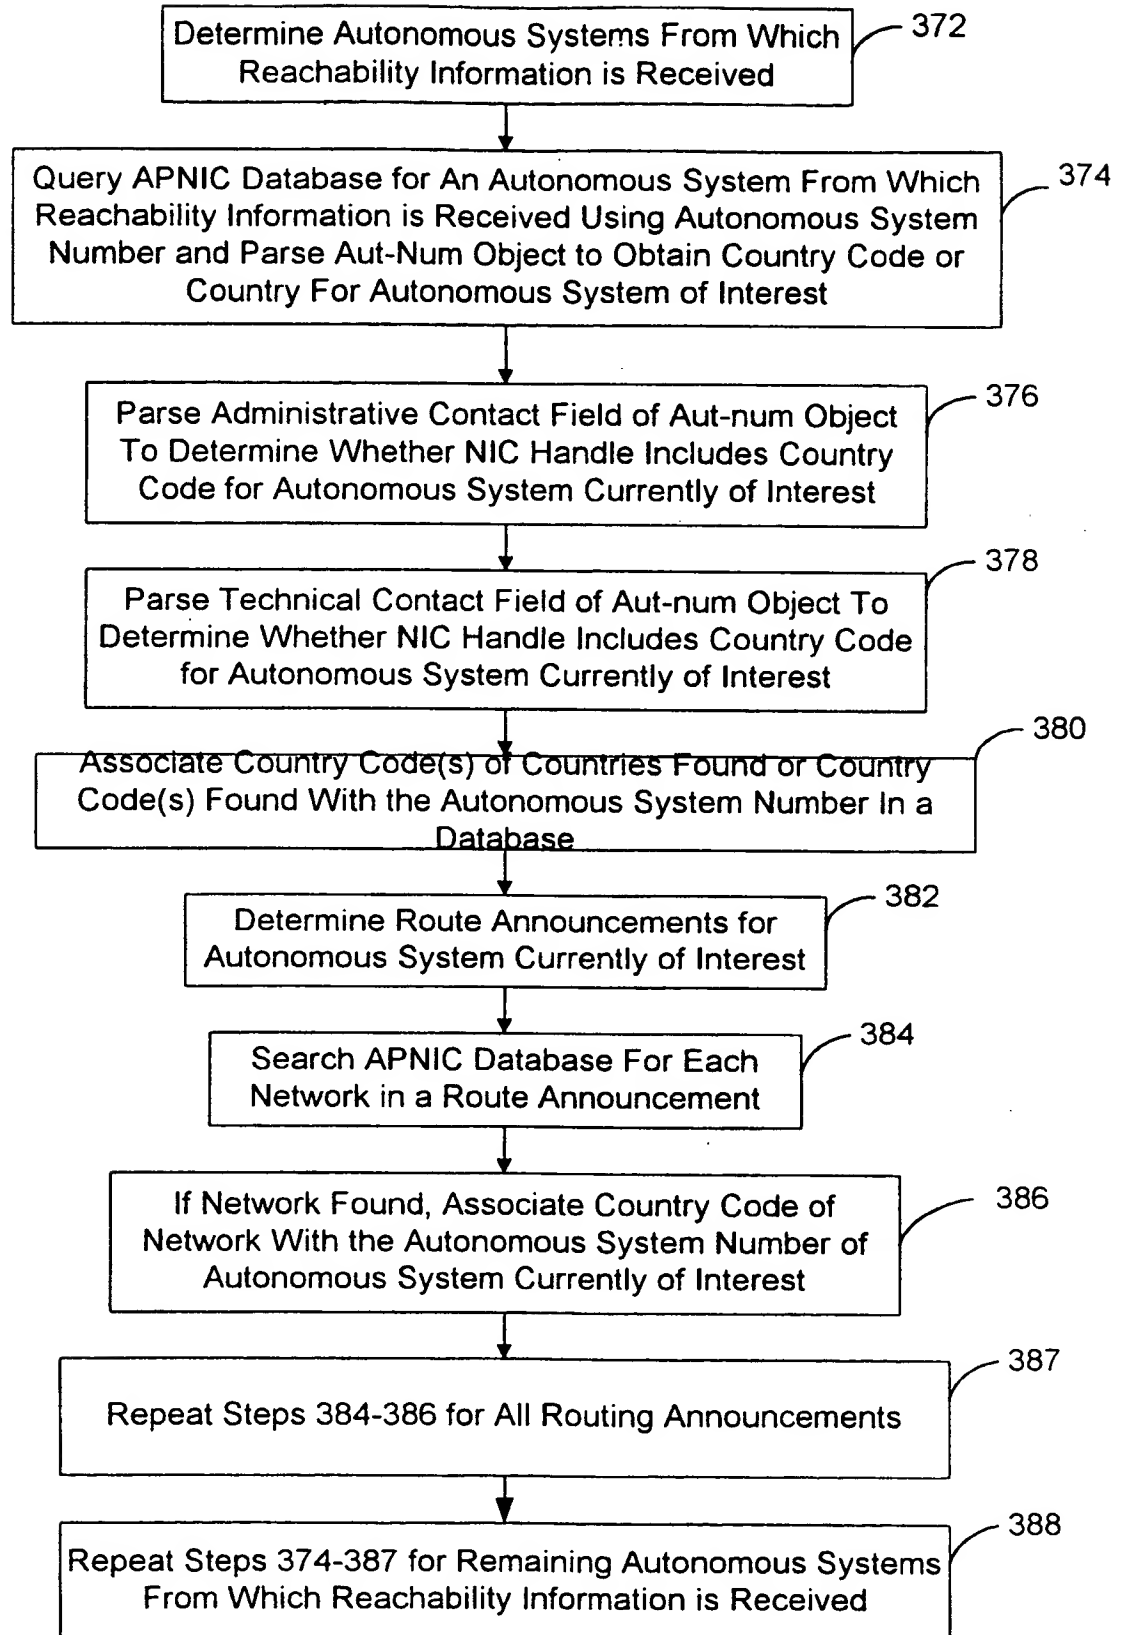 Determine Autonomous Systems From Which
Reachability Information is Received
372
Query APNIC Database for An Autonomous System From Which
Reachability Information is Received Using Autonomous System
Number and Parse Aut-Num Object to Obtain Country Code or
Country For Autonomous System of Interest
374
Parse Administrative Contact Field of Aut-num Object
To Determine Whether NIC Handle Includes Country
Code for Autonomous System Currently of Interest
376
Parse Technical Contact Field of Aut-num Object To
Determine Whether NIC Handle Includes Country Code
for Autonomous System Currently of Interest
378
Associate Country Code(s) of Countries Found or Country
Code(s) Found With the Autonomous System Number In a
Database
380
Determine Route Announcements for
Autonomous System Currently of Interest
382
Search APNIC Database For Each
Network in a Route Announcement
384
If Network Found, Associate Country Code of
Network With the Autonomous System Number of
Autonomous System Currently of Interest
386
Repeat Steps 384-386 for All Routing Announcements
387
Repeat Steps 374-387 for Remaining Autonomous Systems
From Which Reachability Information is Received
388